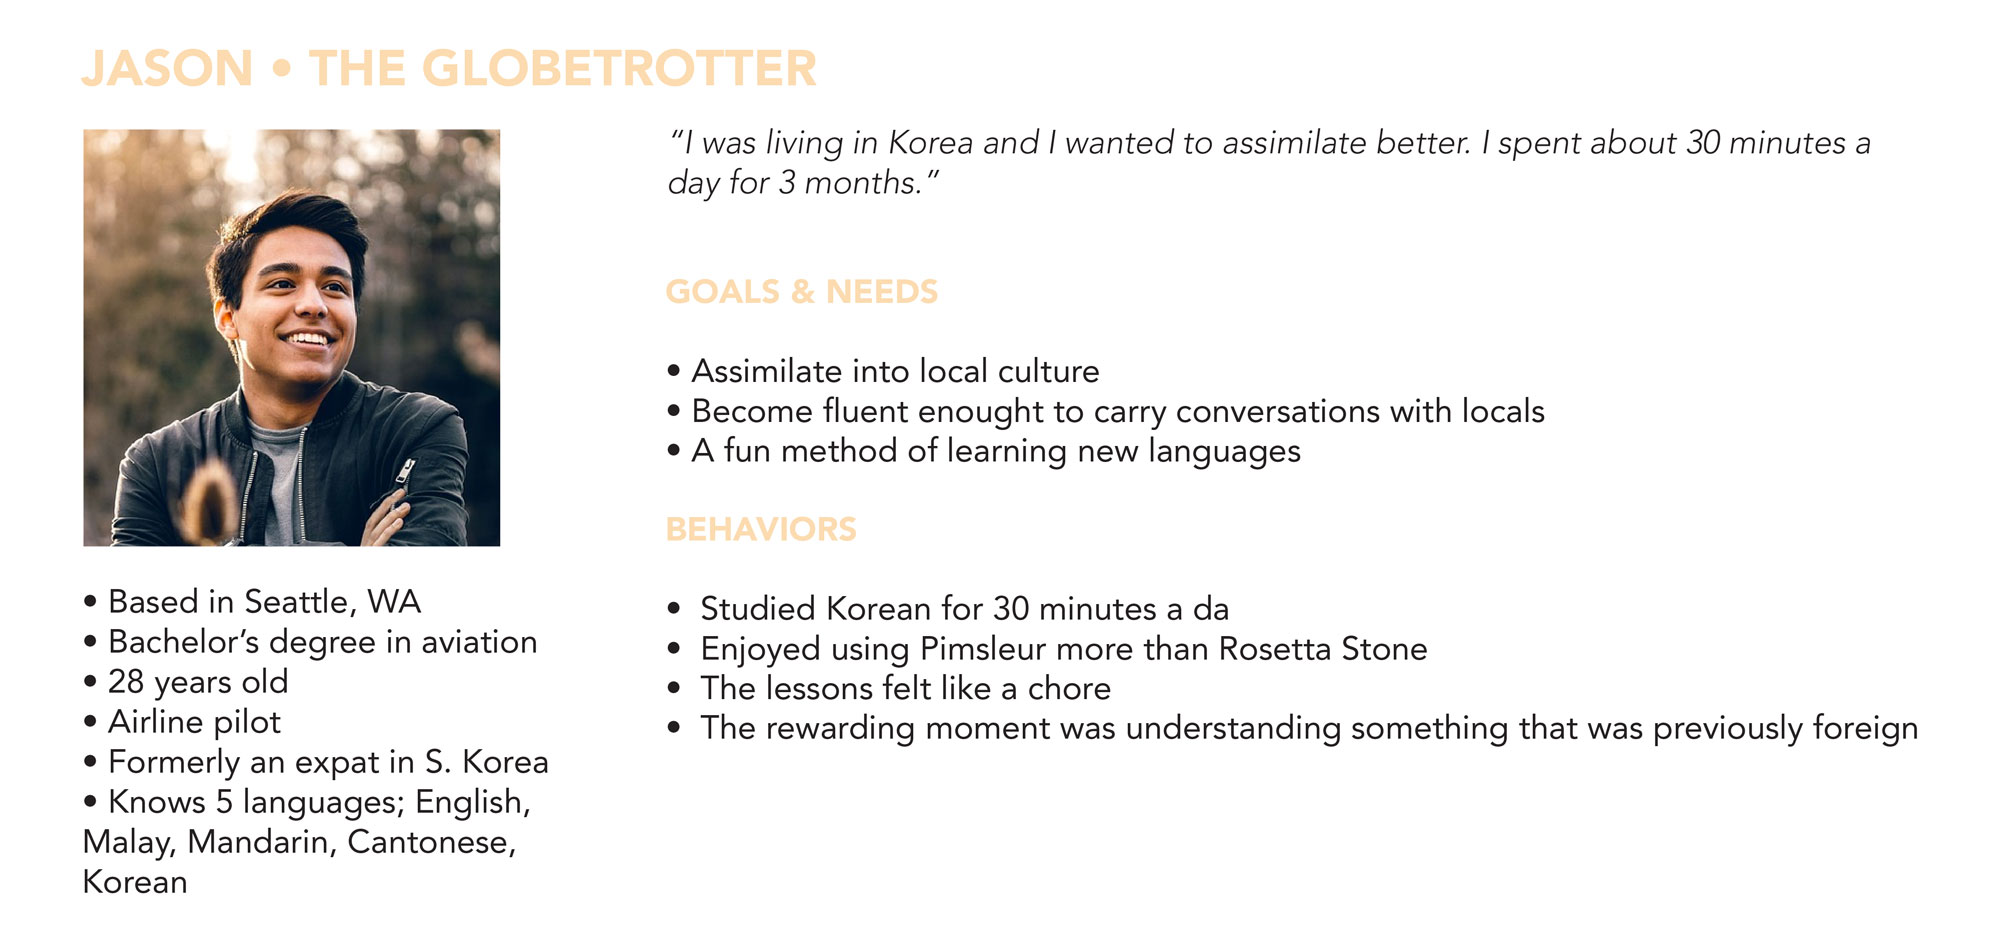 JASON • THE GLOBETROTTER
“I was living in Korea and I wanted to assimilate better. I spent about 30 minutes a
day for 3 months.”
GOALS & NEEDS
• Assimilate into local culture
• Become fluent enought to carry conversations with locals
• A fun method of learning new languages
BEHAVIORS
• Studied Korean for 30 minutes a da
• Enjoyed using Pimsleur more than Rosetta Stone
• The lessons felt like a chore
• The rewarding moment was understanding something that was previously foreign
• Based in Seattle, WA
• Bachelor’s degree in aviation
• 28 years old
• Airline pilot
• Formerly an expat in S. Korea
• Knows 5 languages; English,
Malay, Mandarin, Cantonese,
Korean